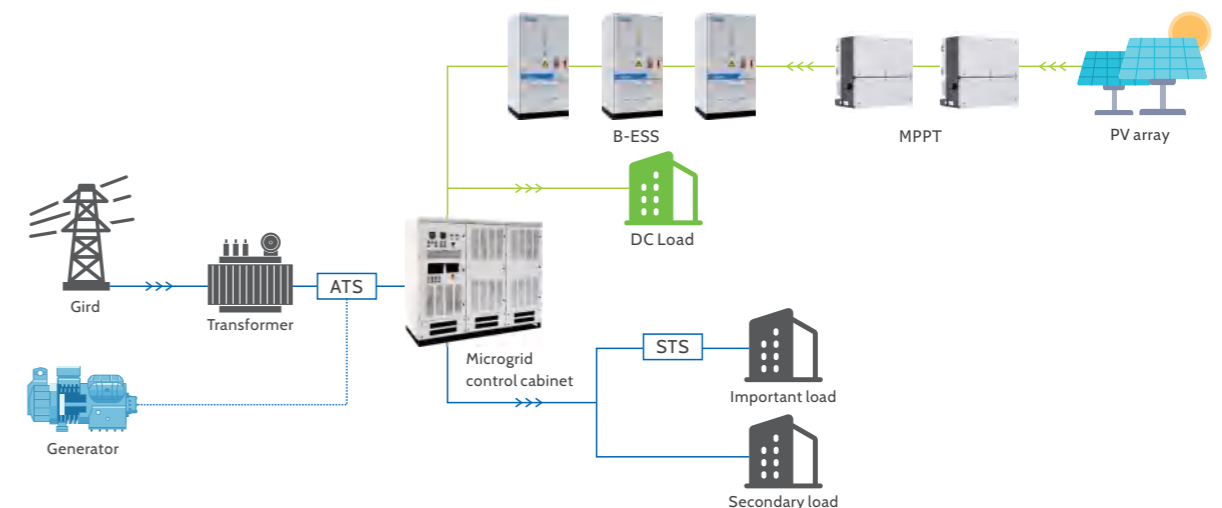 B-ESS
MPPT
PV array
DC Load
Gird
Transformer
ATS
Microgrid
control cabinet
STS
Important load
Generator
Secondary load